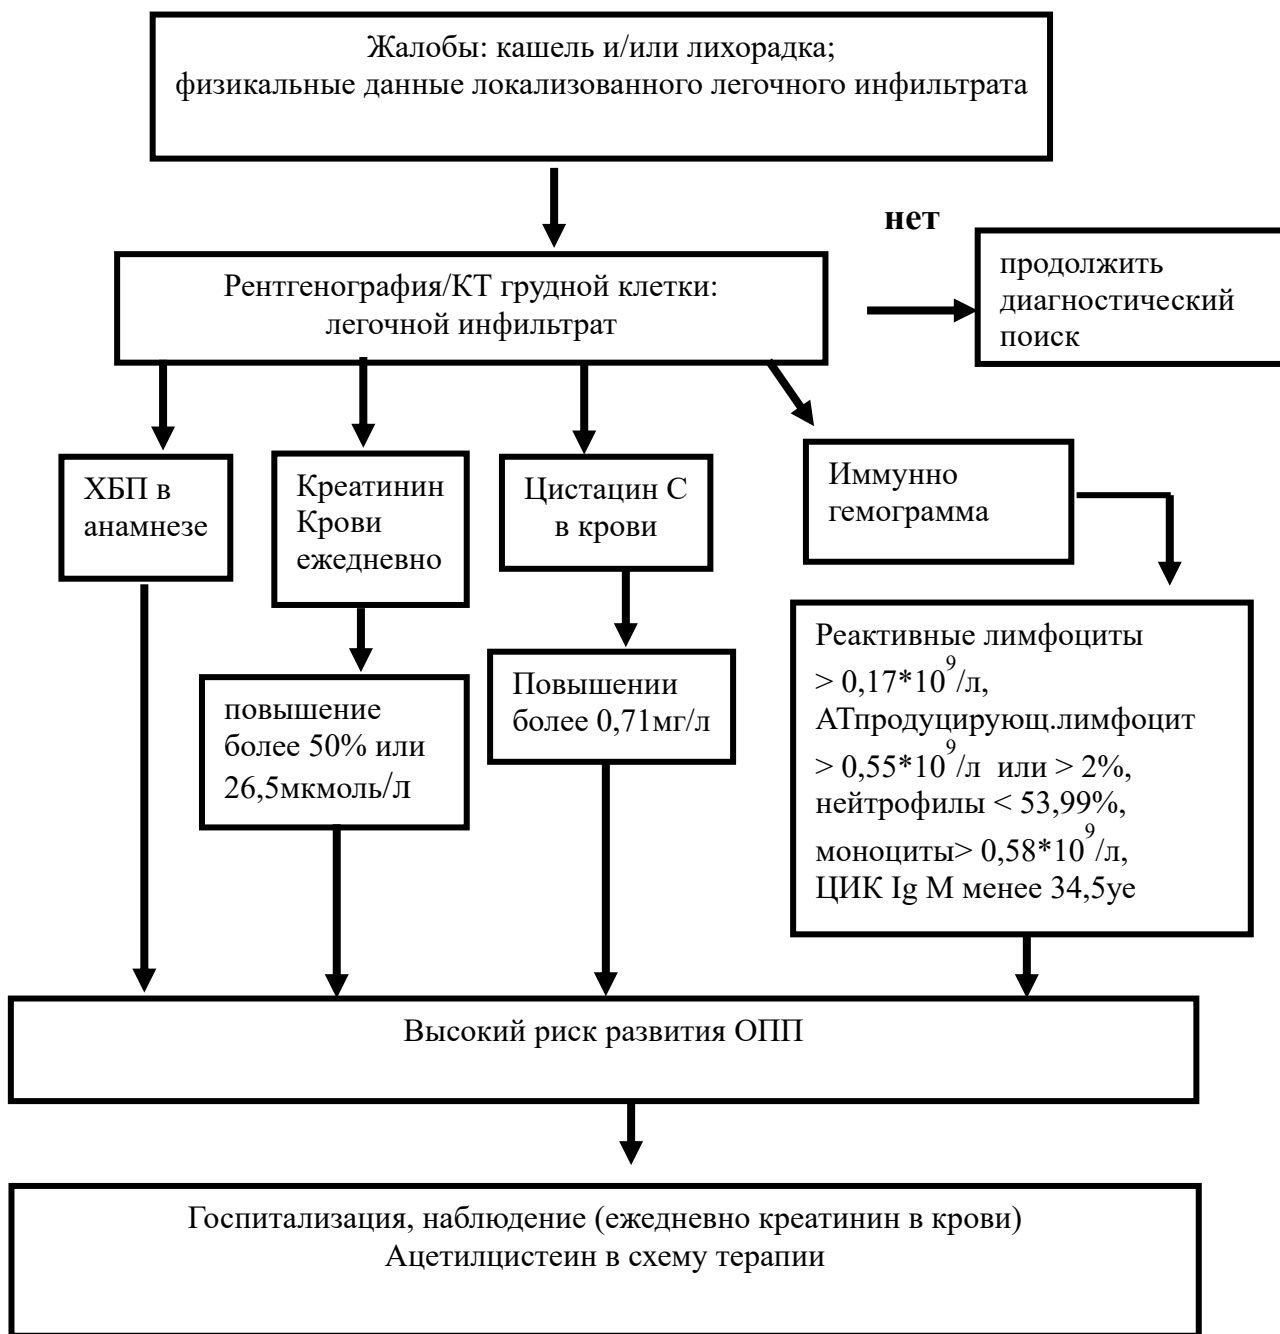 Жалобы: кашель и/или лихорадка;
физикальные данные локализованного легочного инфильтрата
нет
продолжить
диагностический
поиск
Рентгенография/КТ грудной клетки:
легочной инфильтрат
ХБП в
анамнезе
Креатинин
Крови
ежедневно
Цистацин С
в крови
Иммунно
гемограмма
повышение
более 50% или
26,5мкмоль/л
Повышении
более 0,71мг/л
Реактивные лимфоциты
> 0,17*10⁹/л,
АТпродуцирующ.лимфоцит
> 0,55*10⁹/л или > 2%,
нейтрофилы < 53,99%,
моноциты> 0,58*10⁹/л,
ЦИК Ig M менее 34,5уе
Высокий риск развития ОПП
Госпитализация, наблюдение (ежедневно креатинин в крови)
Ацетилцистеин в схему терапии